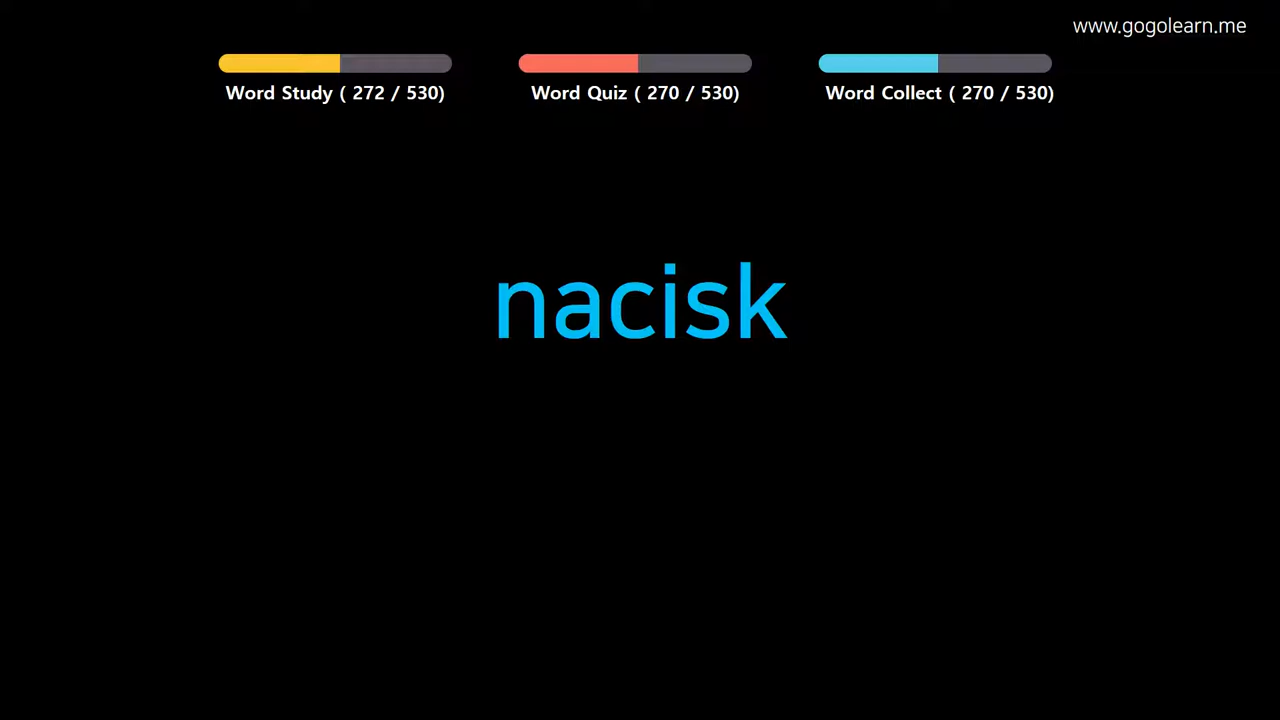 www.gogolearn.me
Word Study ( 272 / 530)
Word Quiz ( 270 / 530)
Word Collect ( 270 / 530)
nacisk